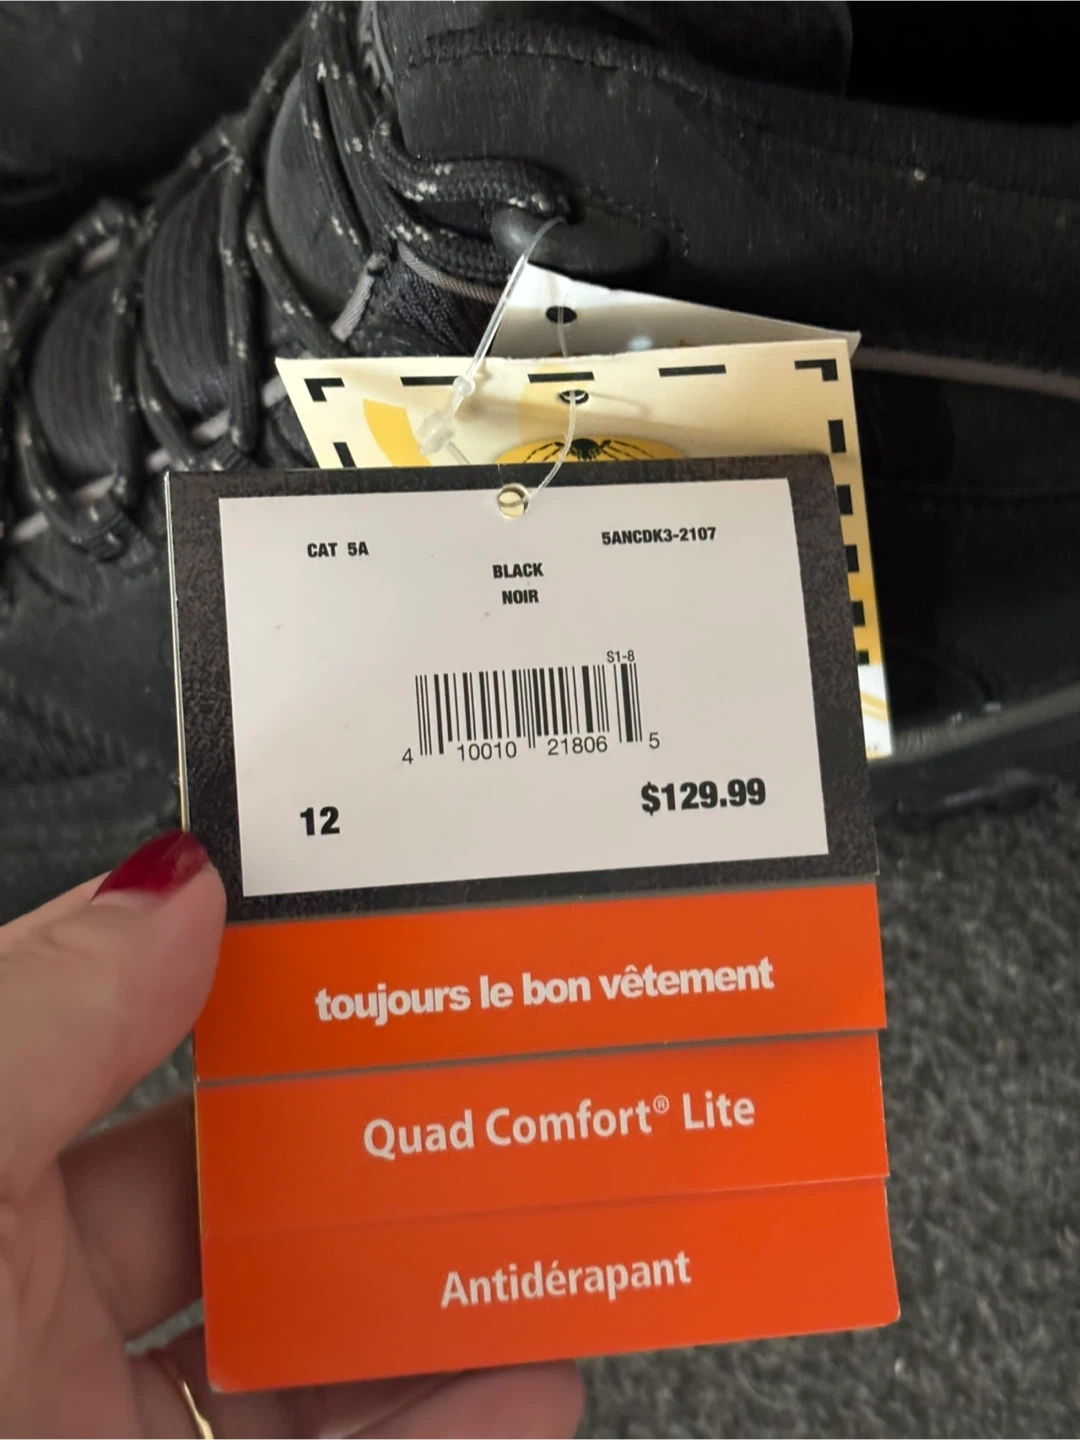 CAT 5A
5ANCDK3-2107
BLACK
NOIR
S1-8
4 10010 21806 5
12
$129.99
toujours le bon vêtement
Quad Comfort® Lite
Antidérapant